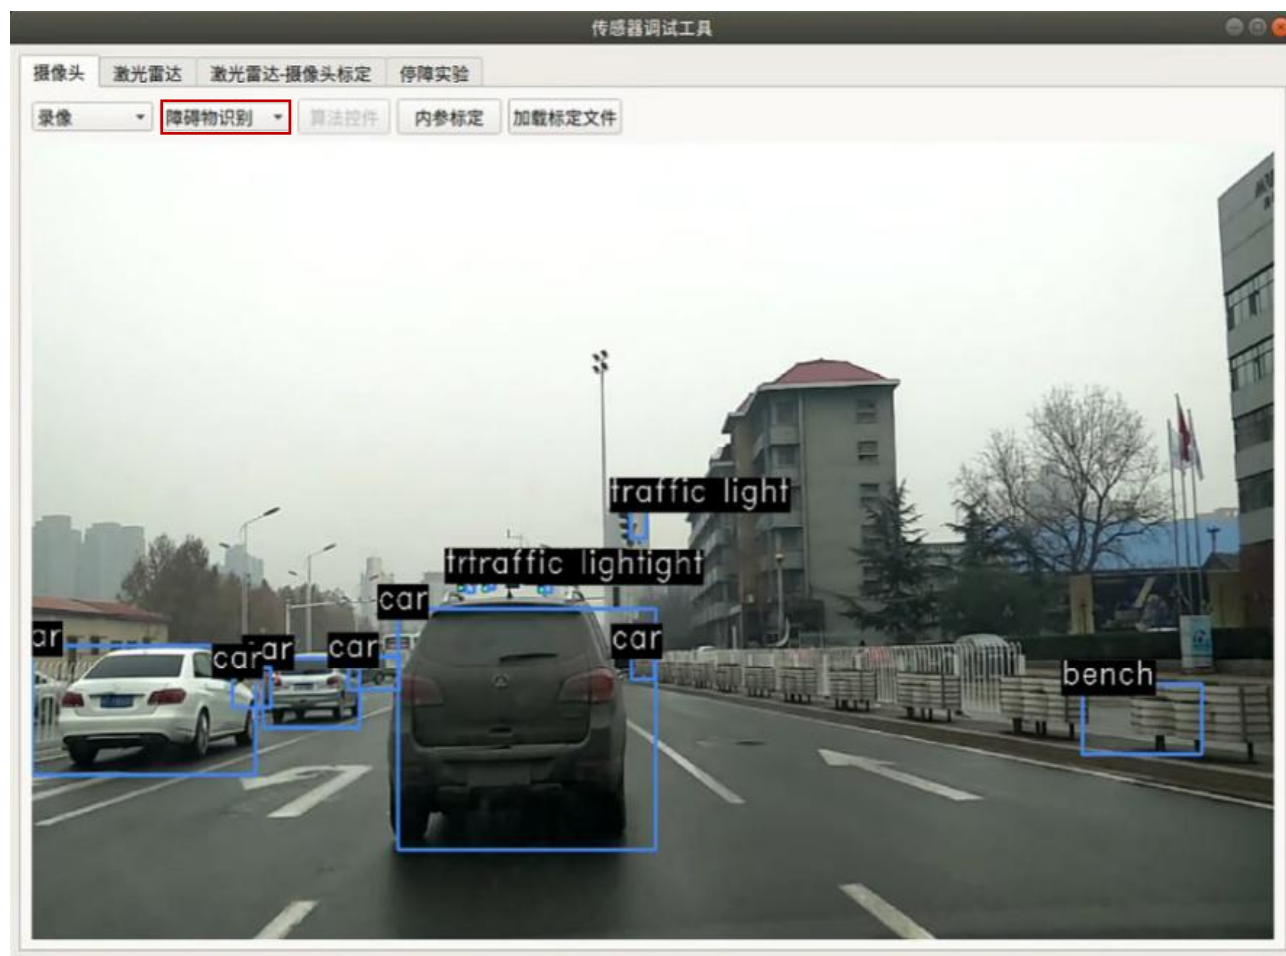 传感器调试工具
摄像头 激光雷达 激光雷达-摄像头标定 停障实验
录像 障碍物识别 算法控件 内参标定 加载标定文件
traffic light
trtraffic lightight
car
ar car ar car car
bench